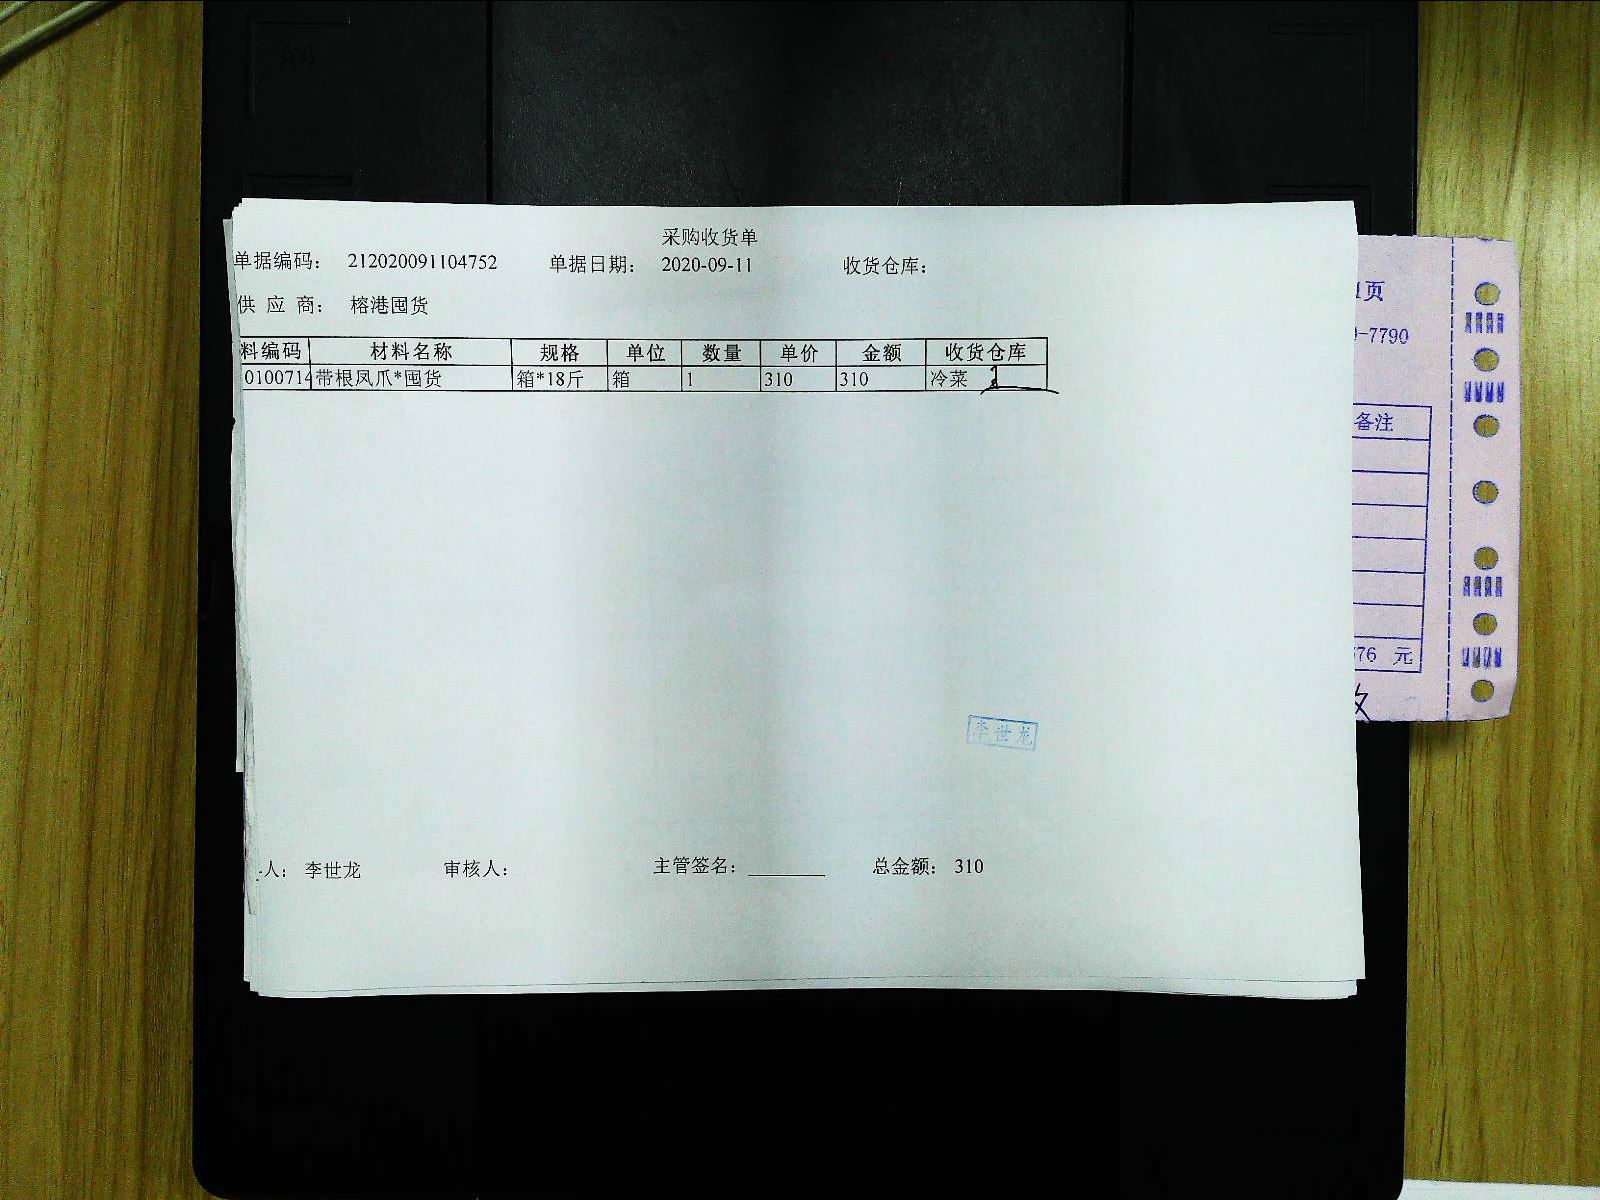 采购收货单
单据编码： 212020091104752 单据日期： 2020-09-11 收货仓库：
供 应 商： 榕港囤货
料编码 材料名称 规格 单位 数量 单价 金额 收货仓库
0100714 带根凤爪*囤货 箱*18斤 箱 1 310 310 冷菜
李世龙
人： 李世龙 审核人： 主管签名： 总金额： 310
页
-7790
备注
76 元